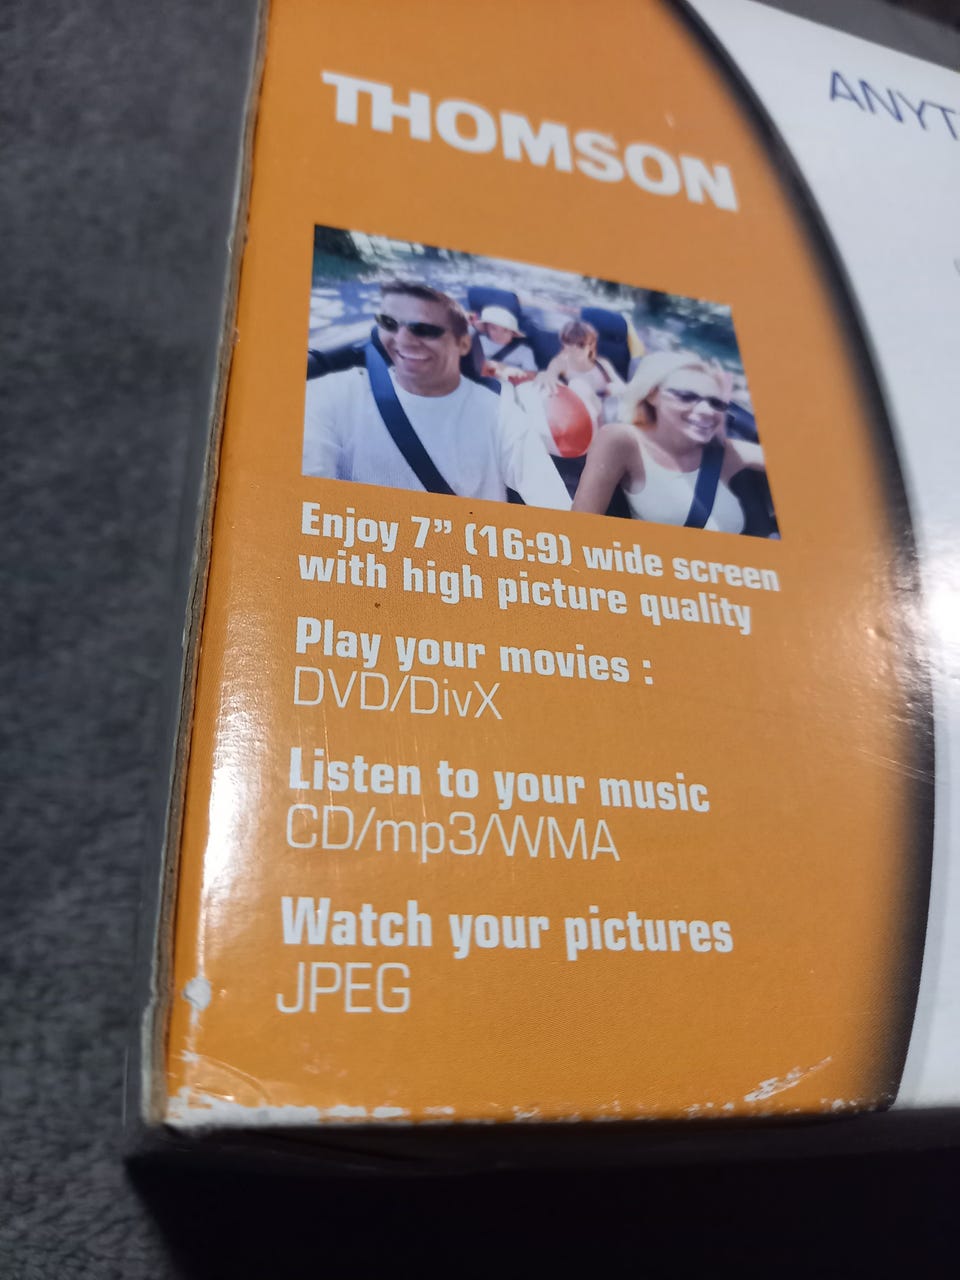 THOMSON
Enjoy 7” (16:9) wide screen
with high picture quality
Play your movies :
DVD/DivX
Listen to your music
CD/mp3/WMA
Watch your pictures
JPEG